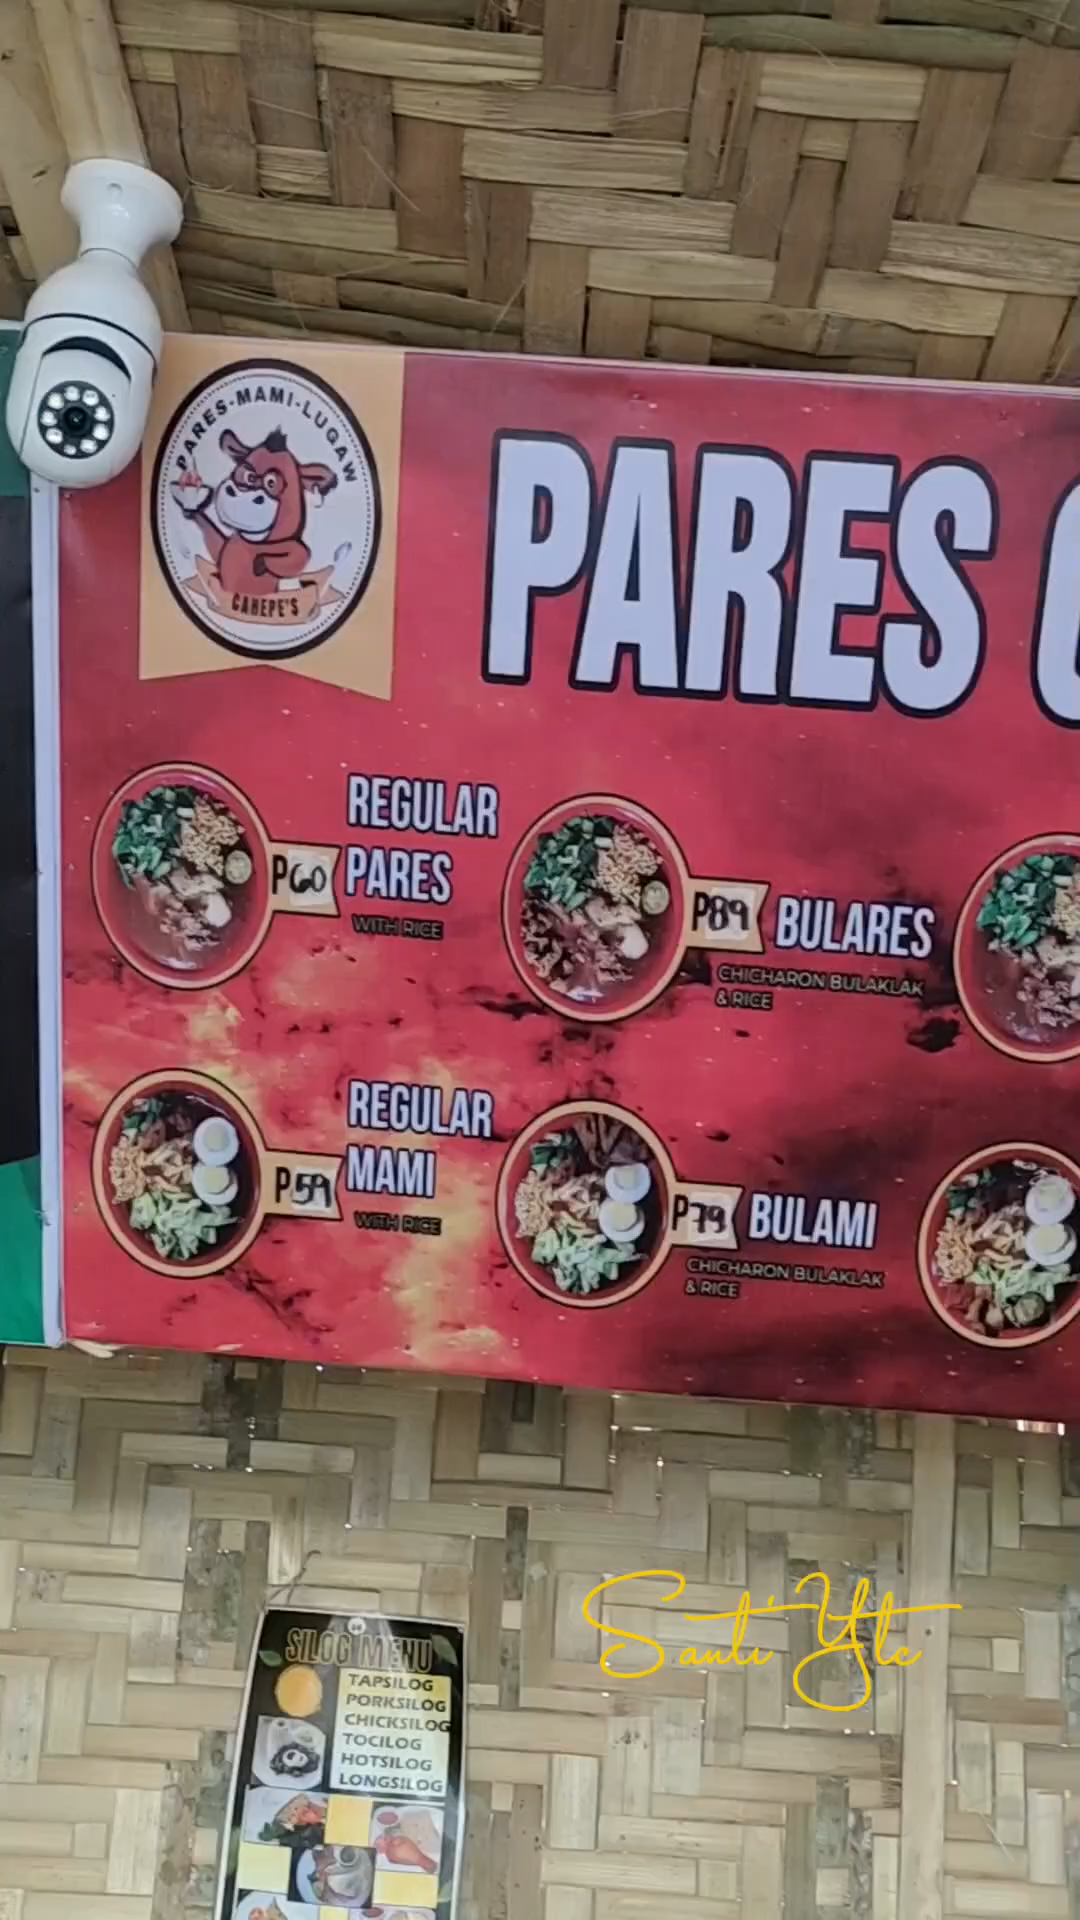 PARES-MAMI-LUGAW
GAHEPE'S
PARES
REGULAR
PARES
P60
WITH RICE
P89
BULARES
CHICHARON BULAKLAK
& RICE
REGULAR
MAMI
P59
WITH RICE
P79
BULAMI
CHICHARON BULAKLAK
& RICE
SILOG MENU
TAPSILOG
PORKSILOG
CHICKSILOG
TOCILOG
HOTSILOG
LONGSILOG
Santi Ytc